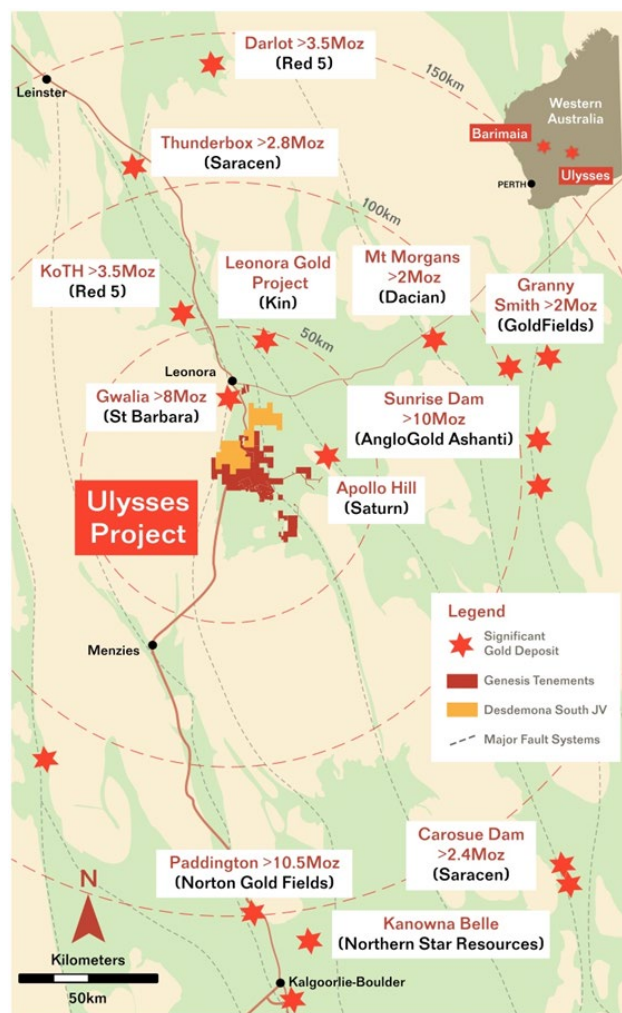 Darlot >3.5Moz
(Red 5)
Leinster
150km
Western
Australia
Barimaia
Ulysses
PERTH
Thunderbox >2.8Moz
(Saracen)
100km
KoTH >3.5Moz
(Red 5)
Leonora Gold
Project
(Kin)
Mt Morgans
>2Moz
(Dacian)
Granny
Smith >2Moz
(GoldFields)
50km
Leonora
Gwalia >8Moz
(St Barbara)
Sunrise Dam
>10Moz
(AngloGold Ashanti)
Apollo Hill
(Saturn)
Ulysses
Project
Menzies
Legend
Significant
Gold Deposit
Genesis Tenements
Desdemona South JV
Major Fault Systems
Carosue Dam
>2.4Moz
(Saracen)
Paddington >10.5Moz
(Norton Gold Fields)
N
Kilometers
50km
Kanowna Belle
(Northern Star Resources)
Kalgoorlie-Boulder